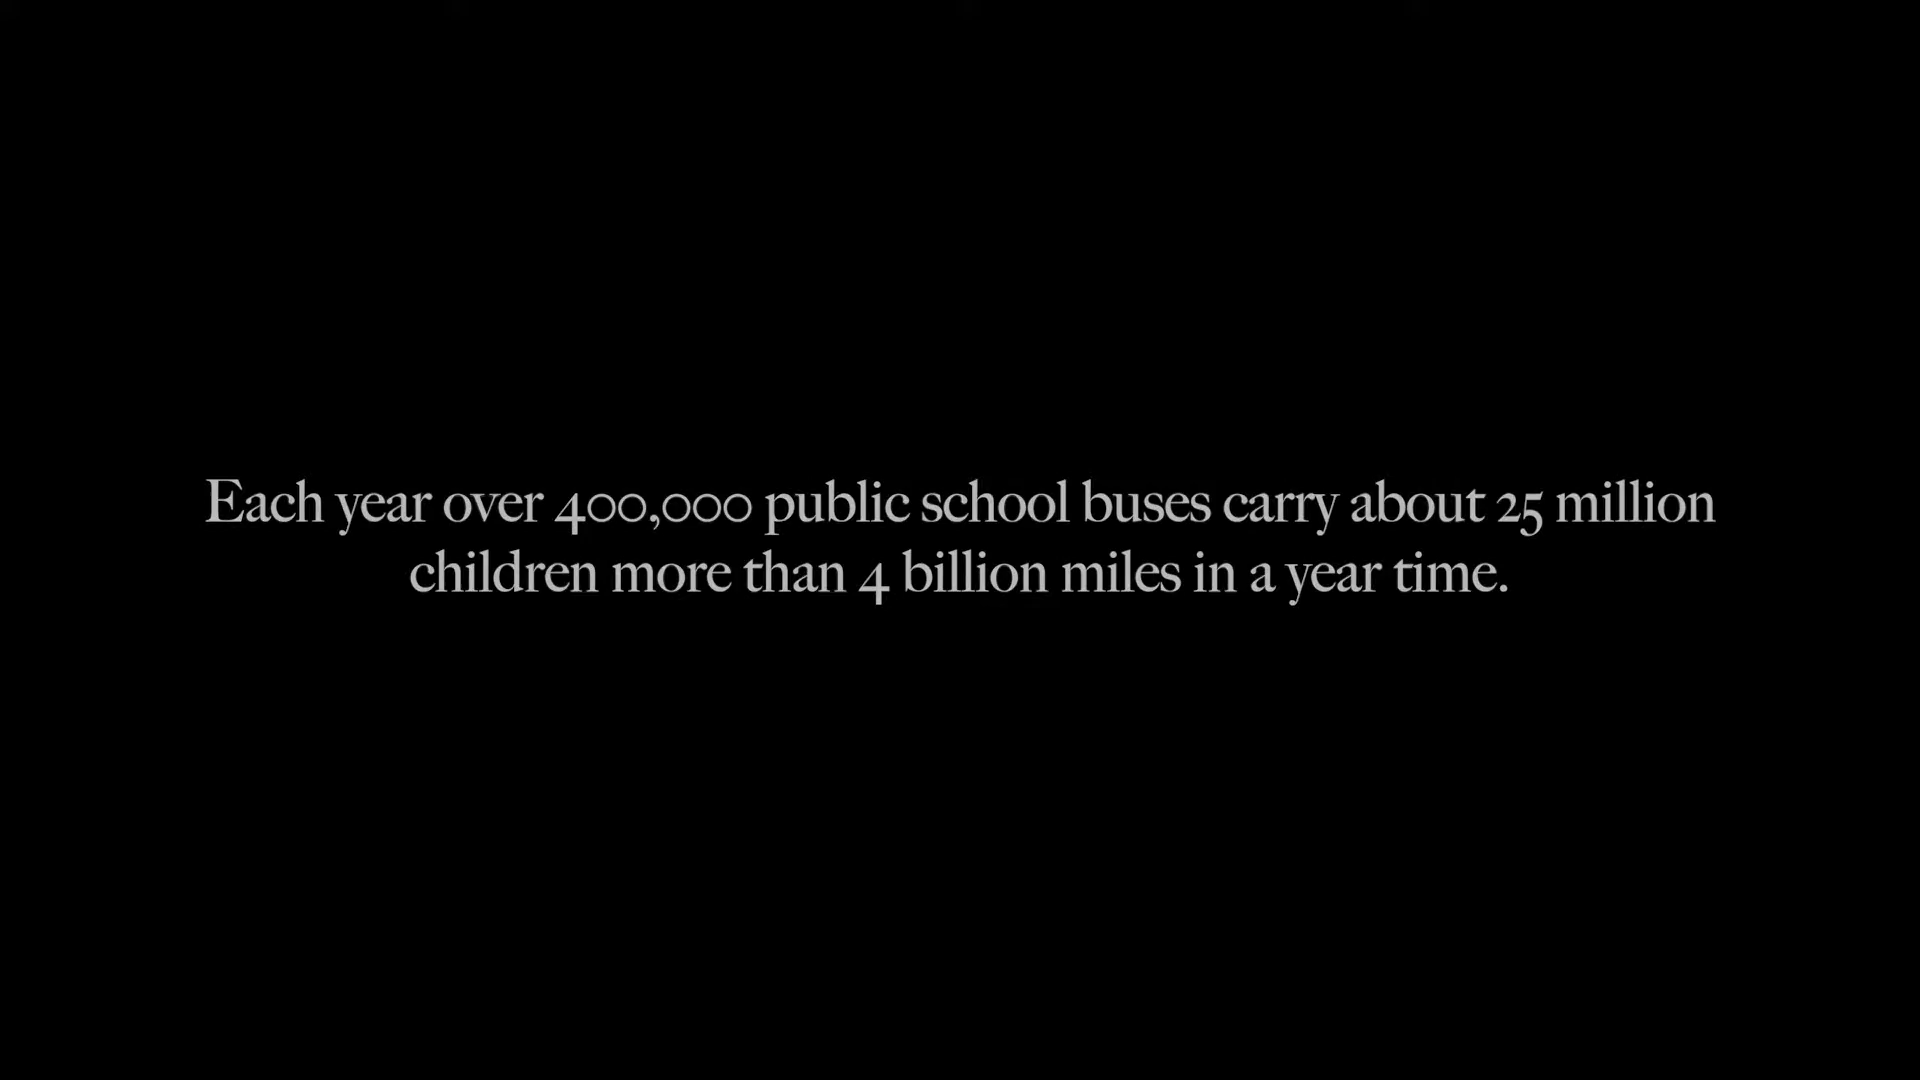 Each year over 400,000 public school buses carry about 25 million
children more than 4 billion miles in a year time.